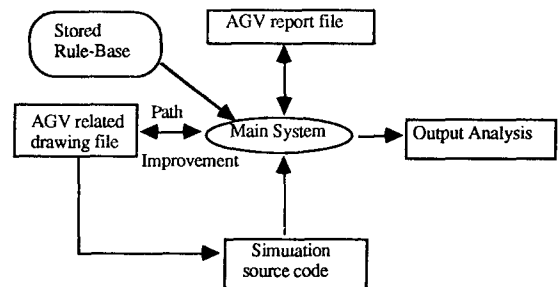 Stored
Rule-Base
AGV report file
Path
AGV related
drawing file
Main System
Output Analysis
Improvement
Simulation
source code